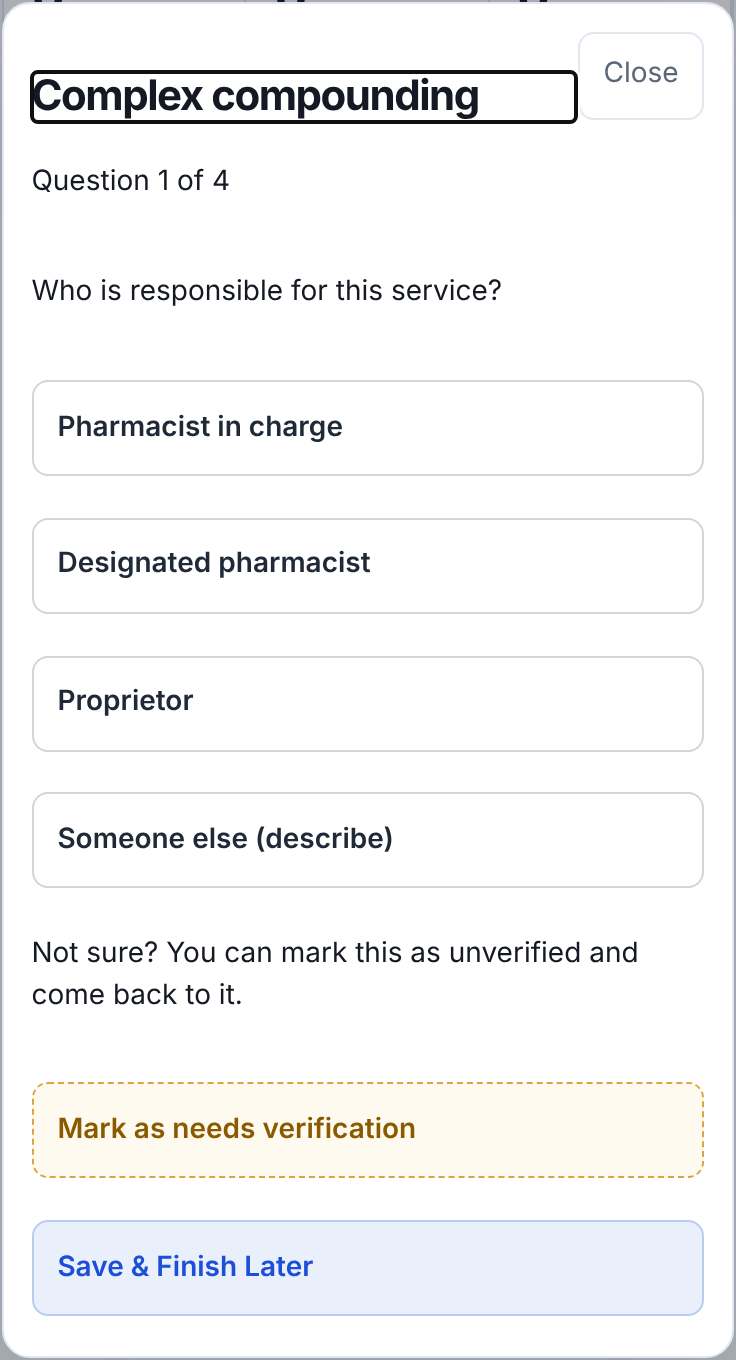 Complex compounding
Close
Question 1 of 4
Who is responsible for this service?
Pharmacist in charge
Designated pharmacist
Proprietor
Someone else (describe)
Not sure? You can mark this as unverified and
come back to it.
Mark as needs verification
Save & Finish Later